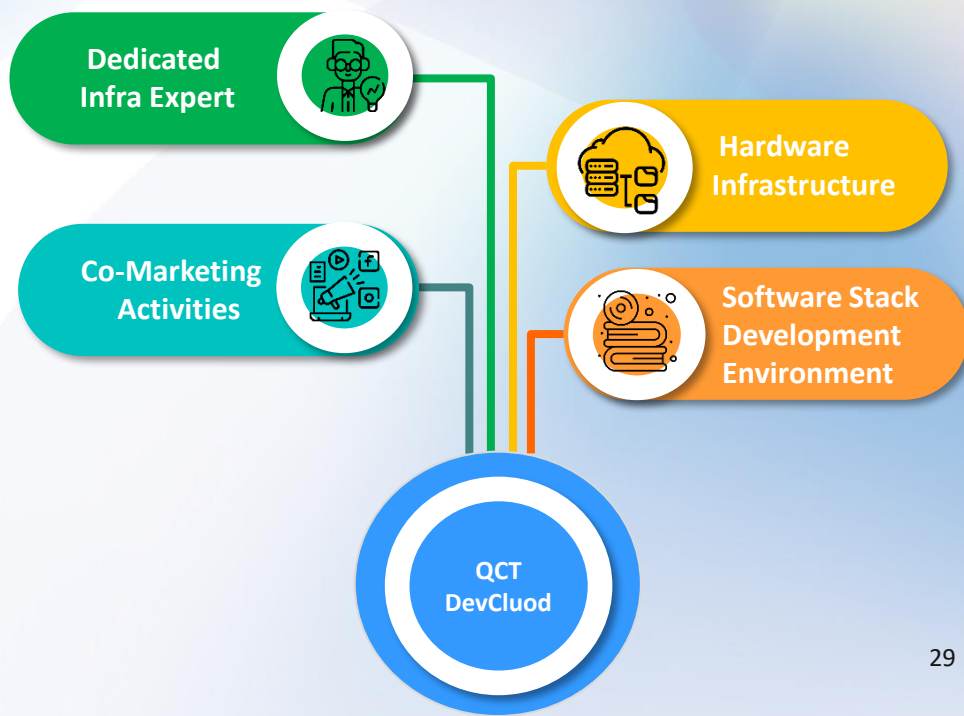 Dedicated
Infra Expert
Hardware
Infrastructure
Co-Marketing
Activities
Software Stack
Development
Environment
QCT
DevCluod
29